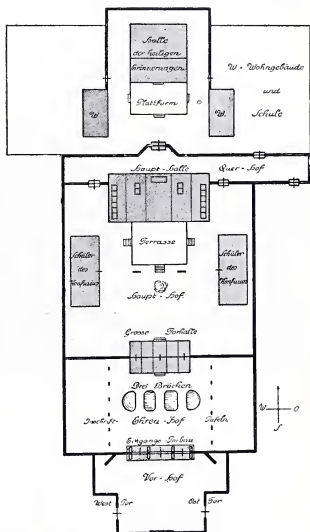 Halle
der heiligen
Erinnerungen
Plattform
W = Wohngebäude
und
Schule
W.
W.
Haupt-Halle
Quer-Hof
Terrasse
Schüler
des
Konfuzius
Schüler
des
Konfuzius
Haupt-Hof
Grosse Torhalle
Drei Brücken
Inschrift-
Ehren-Hof
Tafeln
W
O
S
Eingangs-Torbau
Vor-Hof
West Tor
Ost Tor